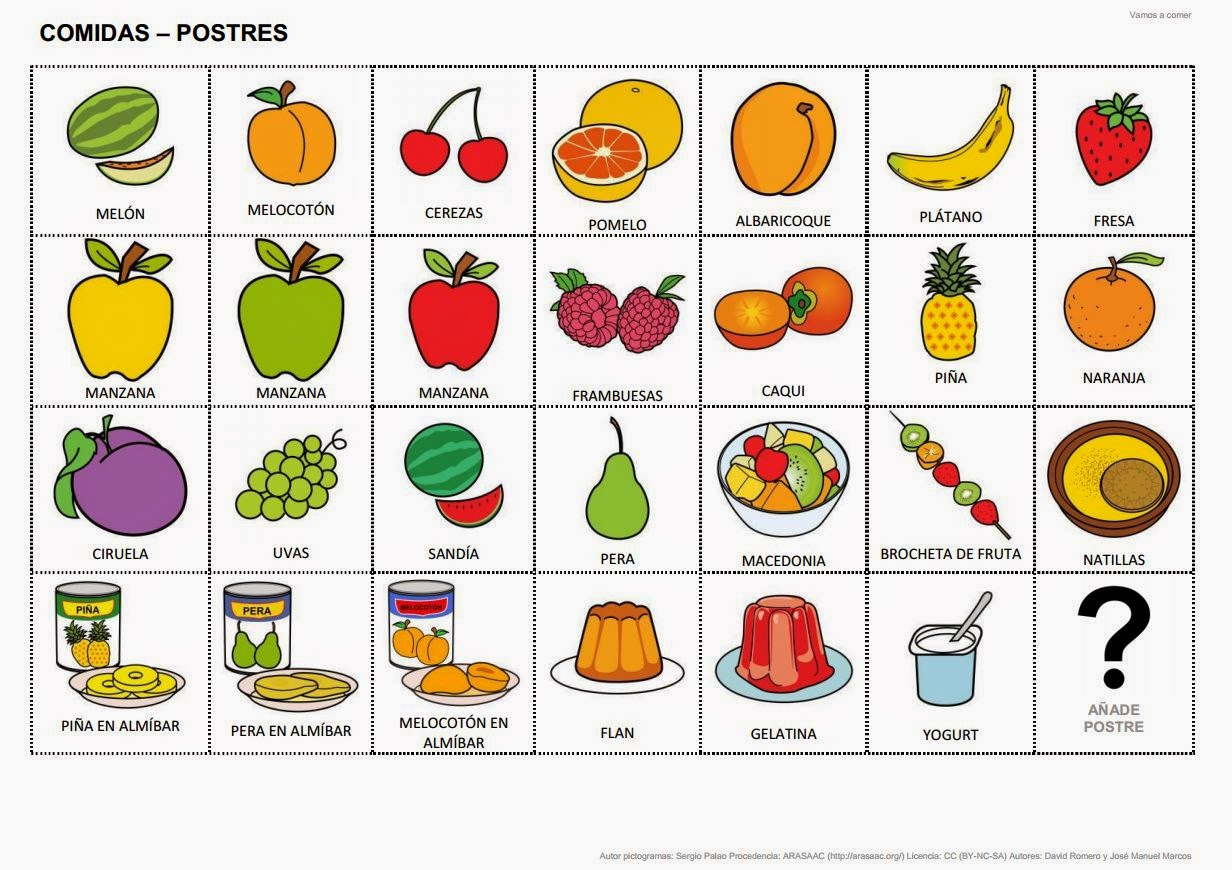 Vamos a comer
COMIDAS – POSTRES
MELÓN
MELOCOTÓN
CEREZAS
POMELO
ALBARICOQUE
PLÁTANO
FRESA
MANZANA
MANZANA
MANZANA
FRAMBUESAS
CAQUI
PIÑA
NARANJA
CIRUELA
UVAS
SANDÍA
PERA
MACEDONIA
BROCHETA DE FRUTA
NATILLAS
PIÑA
PIÑA EN ALMÍBAR
PERA
PERA EN ALMÍBAR
MELOCOTÓN
MELOCOTÓN EN
ALMÍBAR
FLAN
GELATINA
YOGURT
?
AÑADE
POSTRE
Autor pictogramas: Sergio Palao Procedencia: ARASAAC (http://arasaac.org/) Licencia: CC (BY-NC-SA) Autores: David Romero y José Manuel Marcos